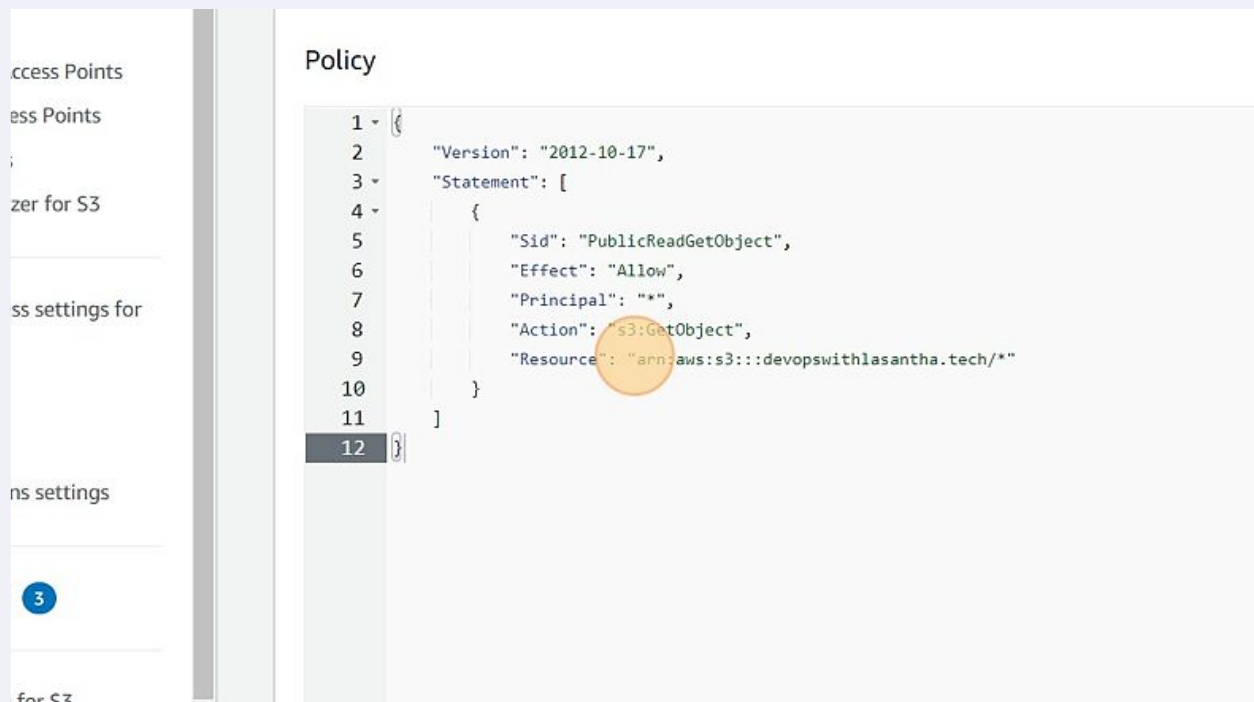 ccess Points
ess Points
s
zer for S3
ss settings for
ns settings
3
for S3
Policy
1 {
2 "Version": "2012-10-17",
3 "Statement": [
4 {
5 "Sid": "PublicReadGetObject",
6 "Effect": "Allow",
7 "Principal": "*",
8 "Action": "s3:GetObject",
9 "Resource": "arn:aws:s3:::devopswithlasantha.tech/*"
10 }
11 ]
12 }